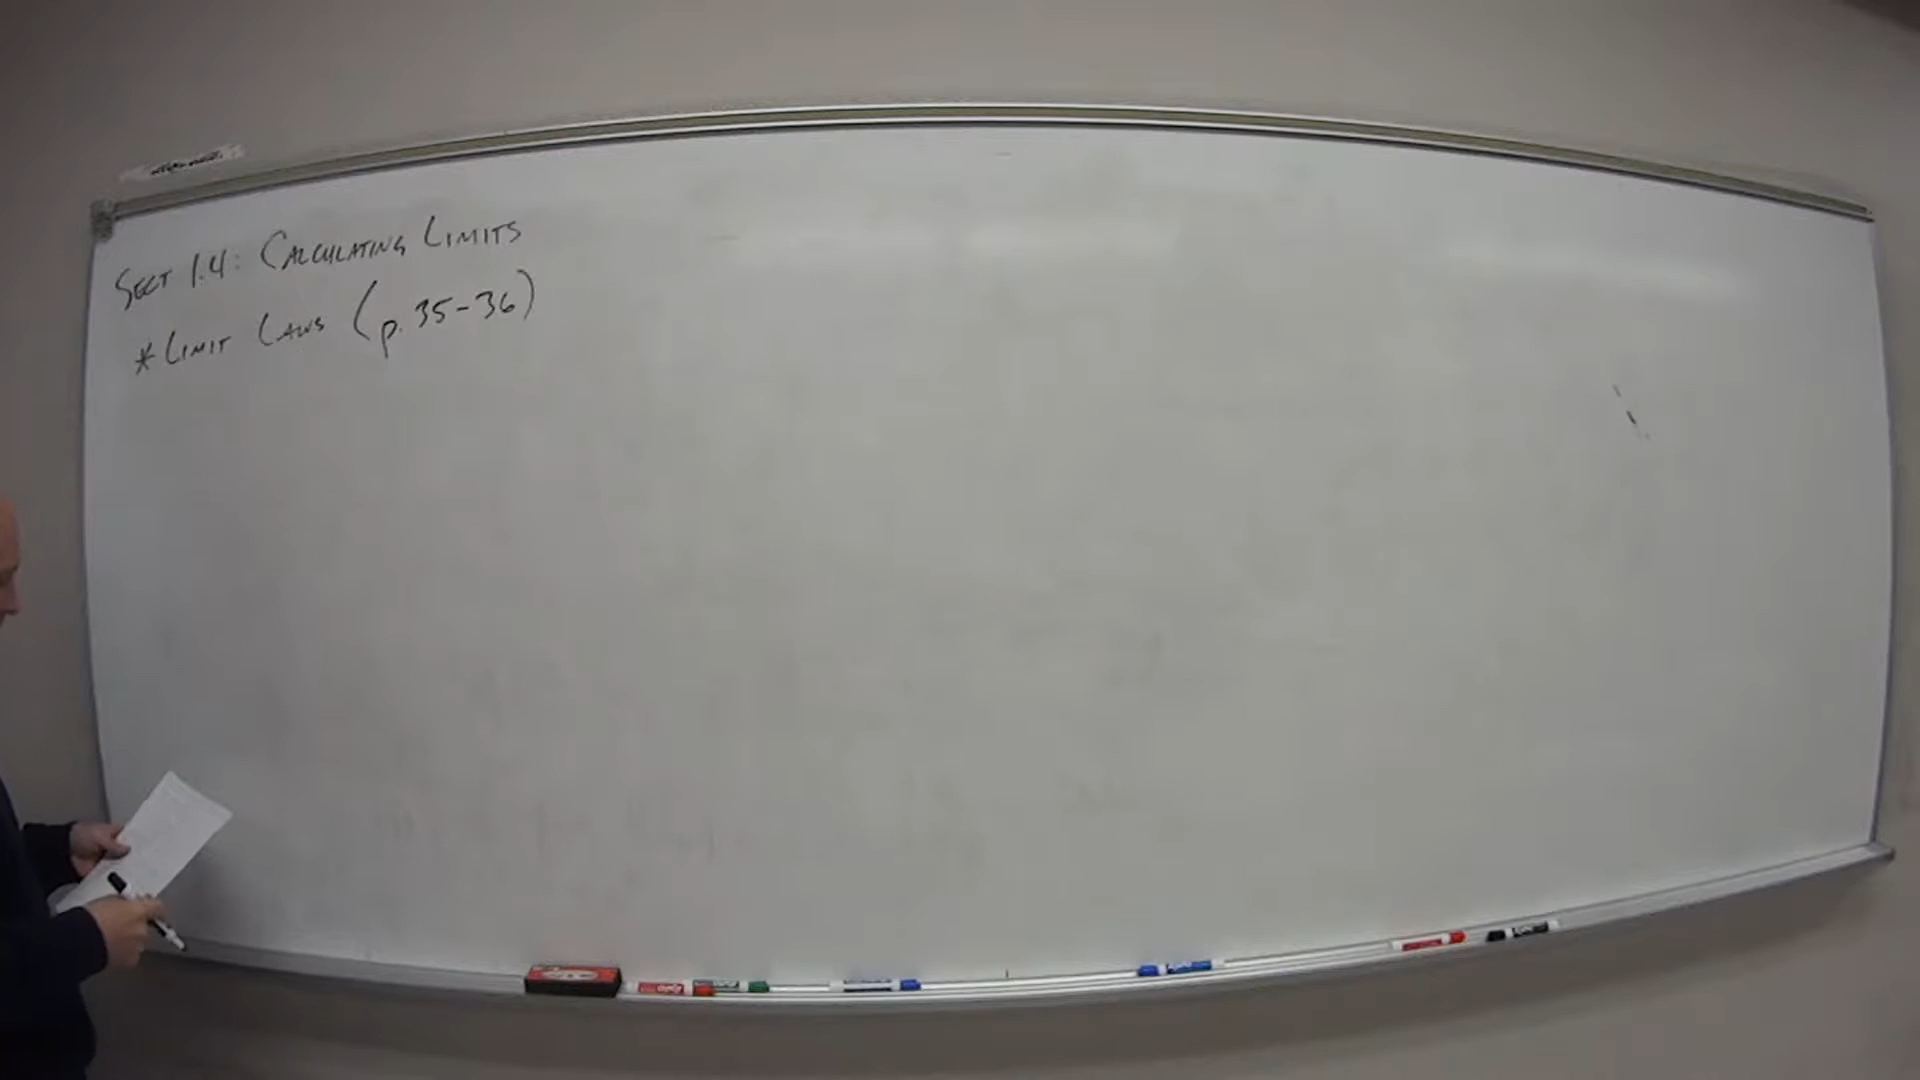 SECT 1.4: CALCULATING LIMITS
* LIMIT LAWS (p. 35-36)